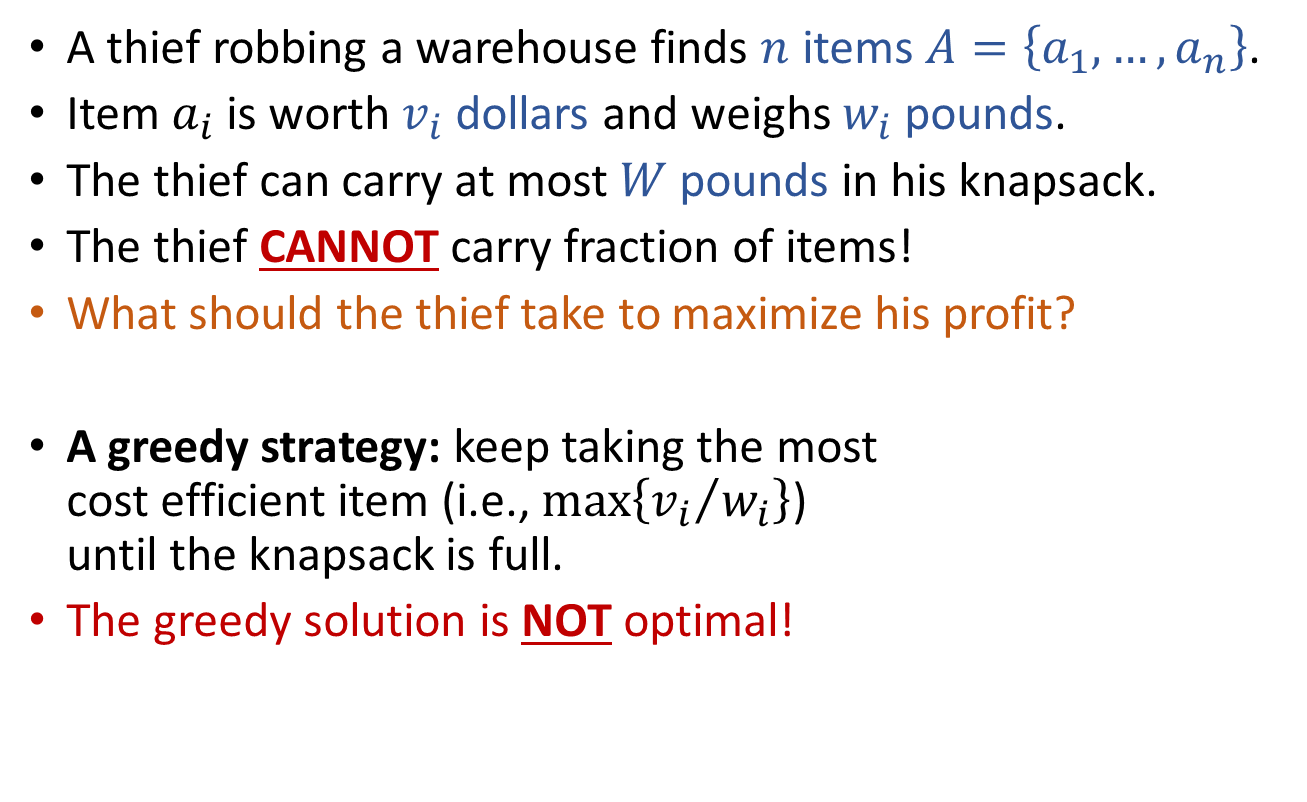 • A thief robbing a warehouse finds n items A = {a₁, … , aₙ}.
• Item aᵢ is worth vᵢ dollars and weighs wᵢ pounds.
• The thief can carry at most W pounds in his knapsack.
• The thief CANNOT carry fraction of items!
• What should the thief take to maximize his profit?
• A greedy strategy: keep taking the most
cost efficient item (i.e., max{vᵢ/wᵢ})
until the knapsack is full.
• The greedy solution is NOT optimal!